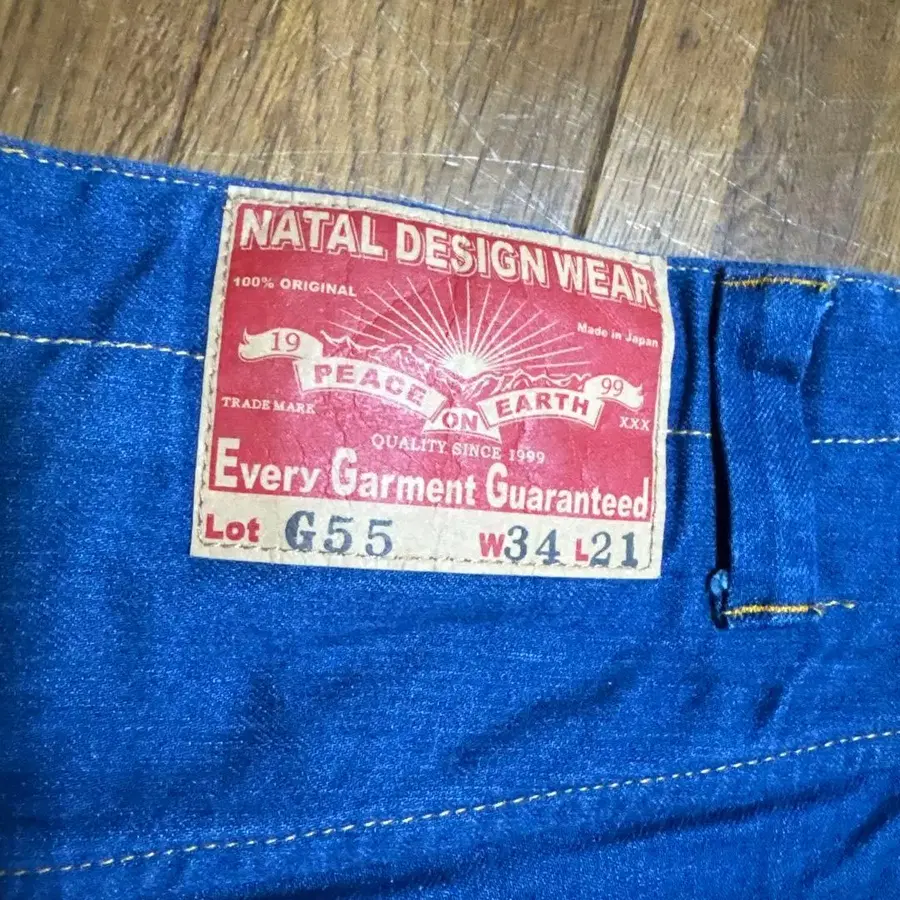 NATAL DESIGN WEAR
100% ORIGINAL
Made in Japan
19 PEACE ON EARTH 99
TRADE MARK
XXX
QUALITY SINCE 1999
Every Garment Guaranteed
Lot G55 W34 L21